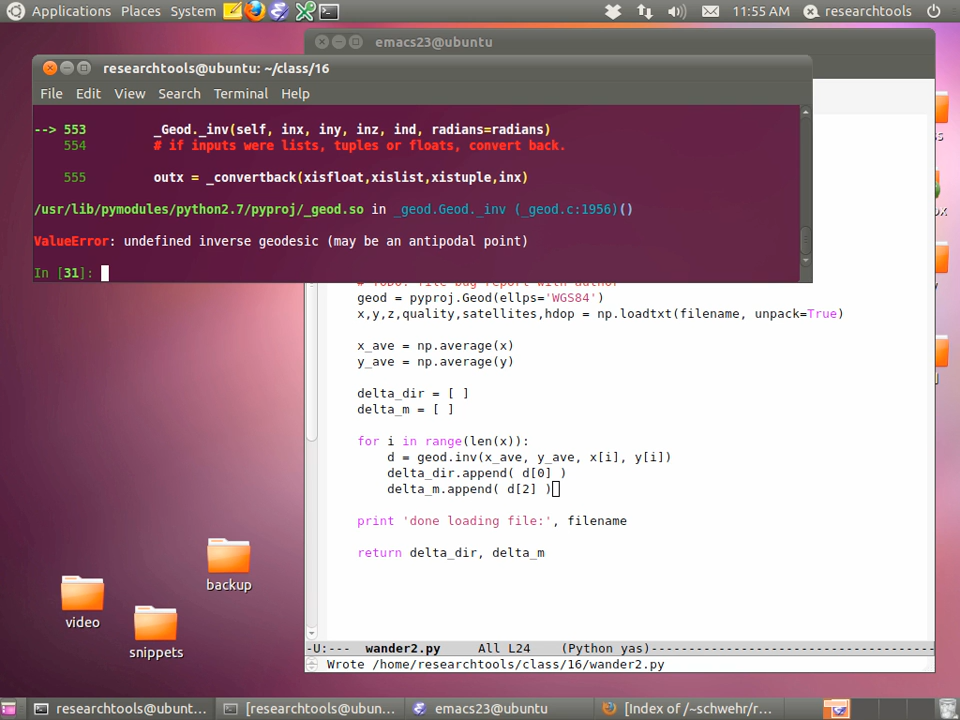 Applications Places System 11:55 AM researchtools
emacs23@ubuntu
researchtools@ubuntu: ~/class/16
File Edit View Search Terminal Help
--> 553 _Geod._inv(self, inx, iny, inz, ind, radians=radians)
554 # if inputs were lists, tuples or floats, convert back.
555 outx = _convertback(xisfloat,xislist,xistuple,inx)
/usr/lib/pymodules/python2.7/pyproj/_geod.so in _geod.Geod._inv (_geod.c:1956)()
ValueError: undefined inverse geodesic (may be an antipodal point)
In [31]:
geod = pyproj.Geod(ellps='WGS84')
x,y,z,quality,satellites,hdop = np.loadtxt(filename, unpack=True)
x_ave = np.average(x)
y_ave = np.average(y)
delta_dir = [ ]
delta_m = [ ]
for i in range(len(x)):
d = geod.inv(x_ave, y_ave, x[i], y[i])
delta_dir.append( d[0] )
delta_m.append( d[2] )
print 'done loading file:', filename
return delta_dir, delta_m
backup
video
snippets
-U:--- wander2.py All L24 (Python yas)------------------------------------
Wrote /home/researchtools/class/16/wander2.py
researchtools@ubunt... [researchtools@ubun... emacs23@ubuntu [Index of /~schwehr/r...